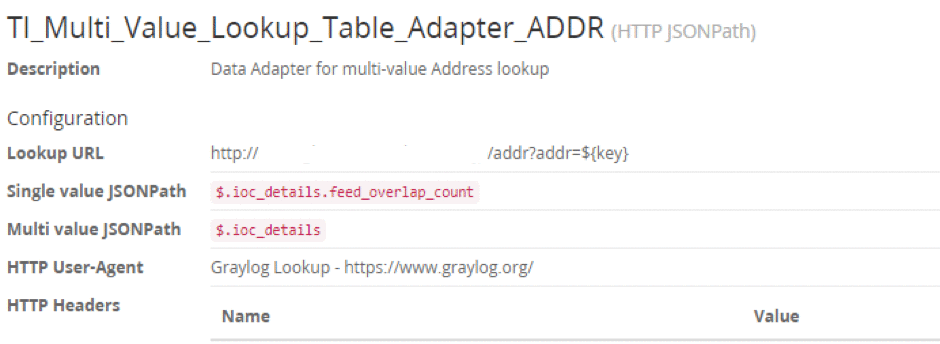 TI_Multi_Value_Lookup_Table_Adapter_ADDR (HTTP JSONPath)
Description Data Adapter for multi-value Address lookup
Configuration
Lookup URL http:// /addr?addr=${key}
Single value JSONPath $.ioc_details.feed_overlap_count
Multi value JSONPath $.ioc_details
HTTP User-Agent Graylog Lookup - https://www.graylog.org/
HTTP Headers
Name Value